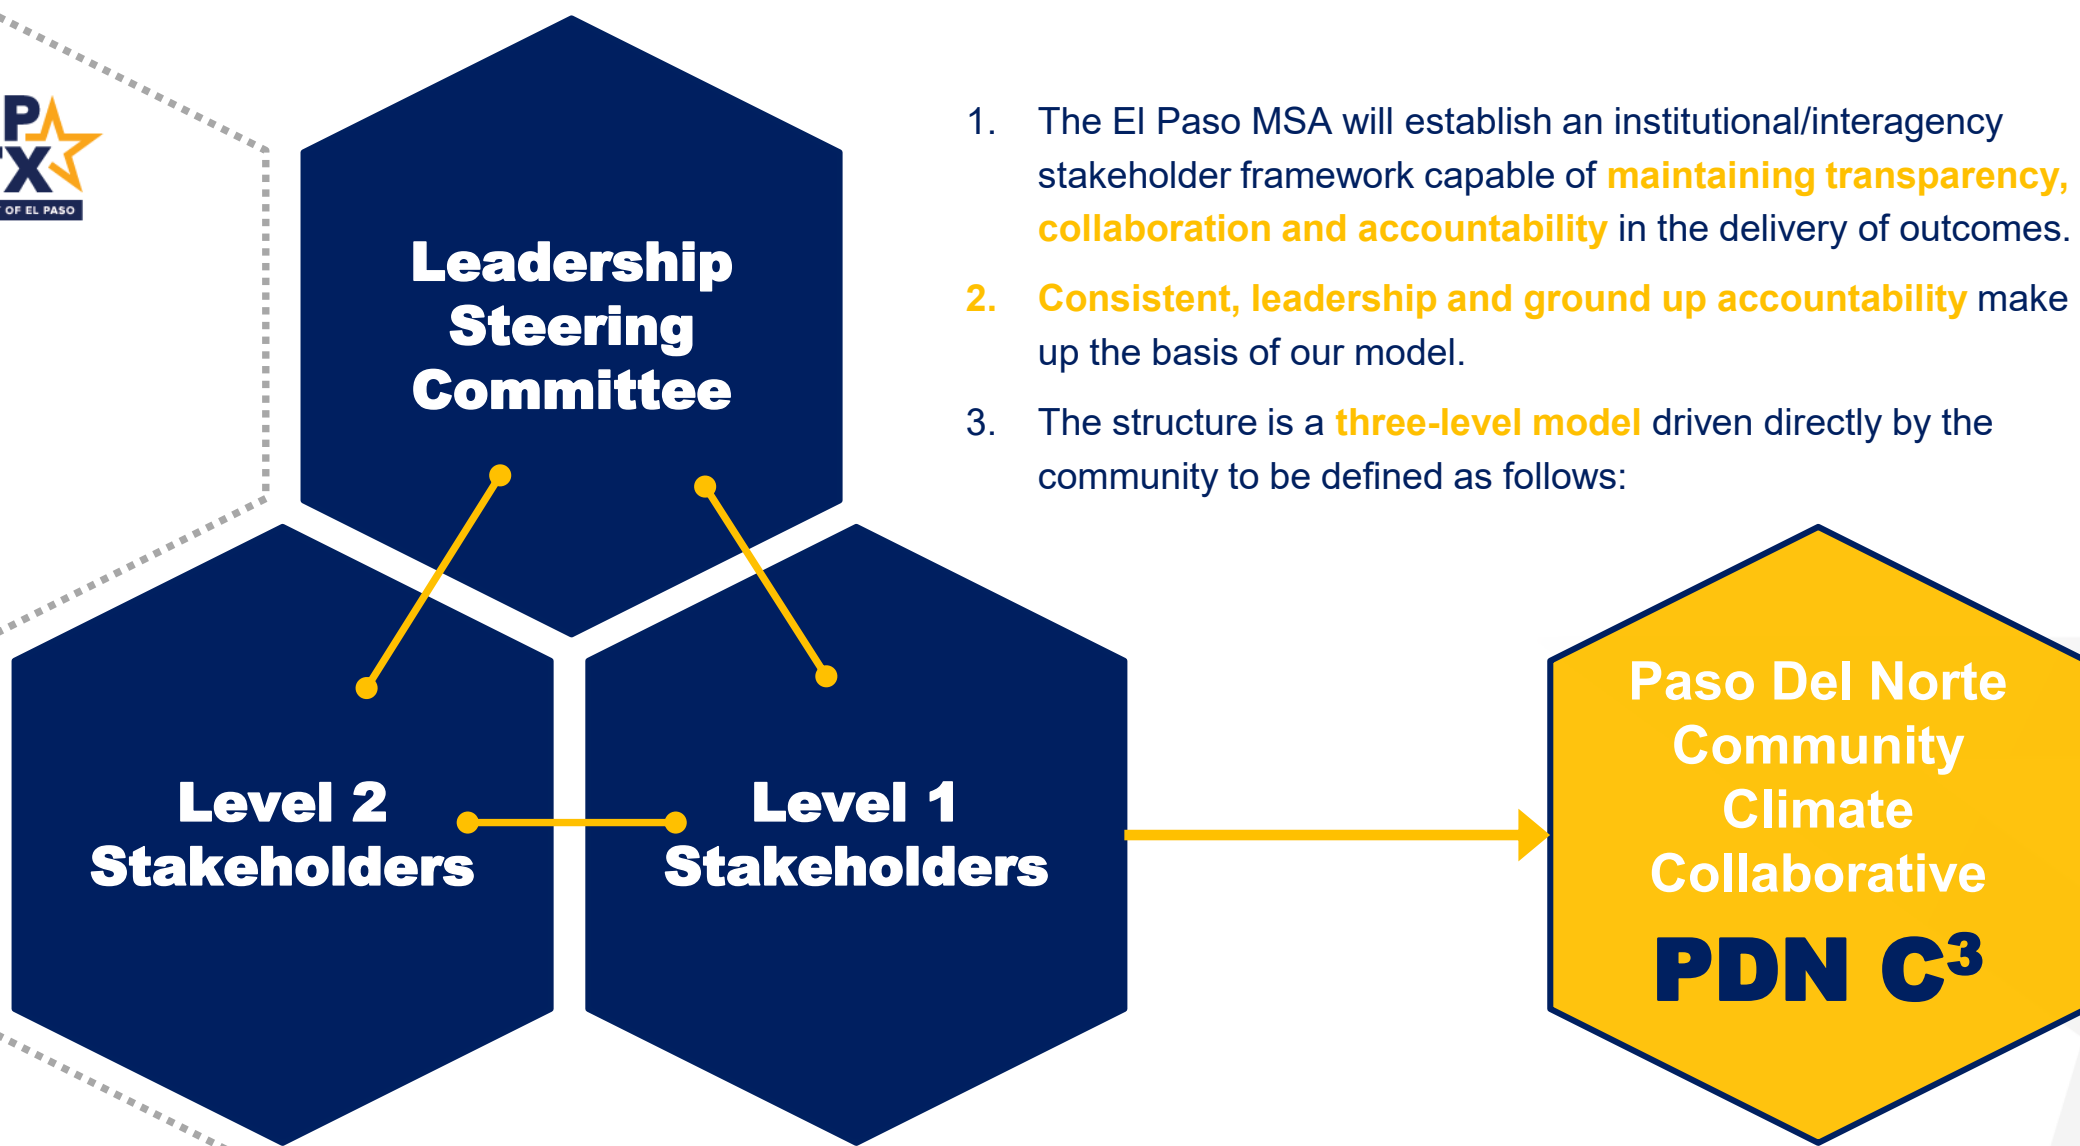 P
TX
OF EL PASO
Leadership
Steering
Committee
1. The El Paso MSA will establish an institutional/interagency
stakeholder framework capable of maintaining transparency,
collaboration and accountability in the delivery of outcomes.
2. Consistent, leadership and ground up accountability make
up the basis of our model.
3. The structure is a three-level model driven directly by the
community to be defined as follows:
Level 2
Stakeholders
Level 1
Stakeholders
Paso Del Norte
Community
Climate
Collaborative
PDN C³